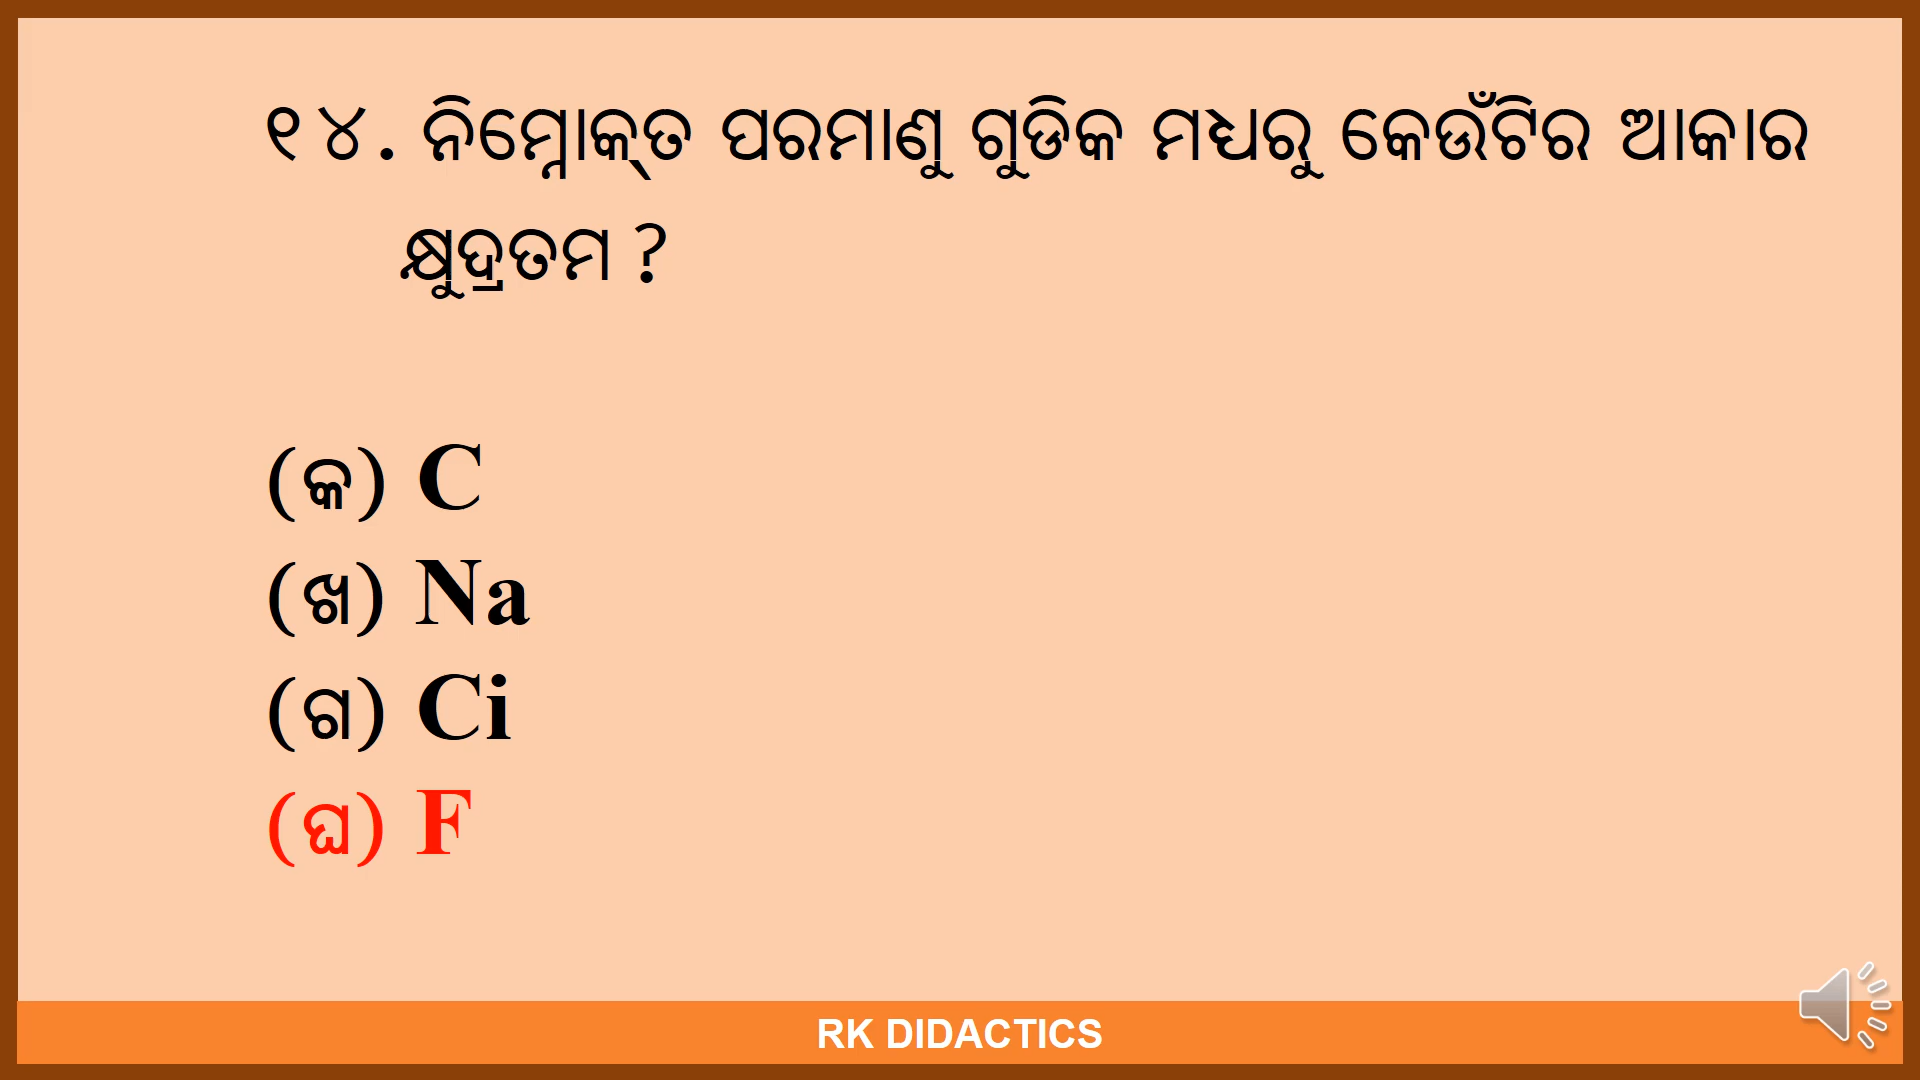 ୧୪. ନିମ୍ନୋକ୍ତ ପରମାଣୁ ଗୁଡିକ ମଧ୍ୟରୁ କେଉଁଟିର ଆକାର
କ୍ଷୁଦ୍ରତମ ?
(କ) C
(ଖ) Na
(ଗ) Ci
(ଘ) F
RK DIDACTICS